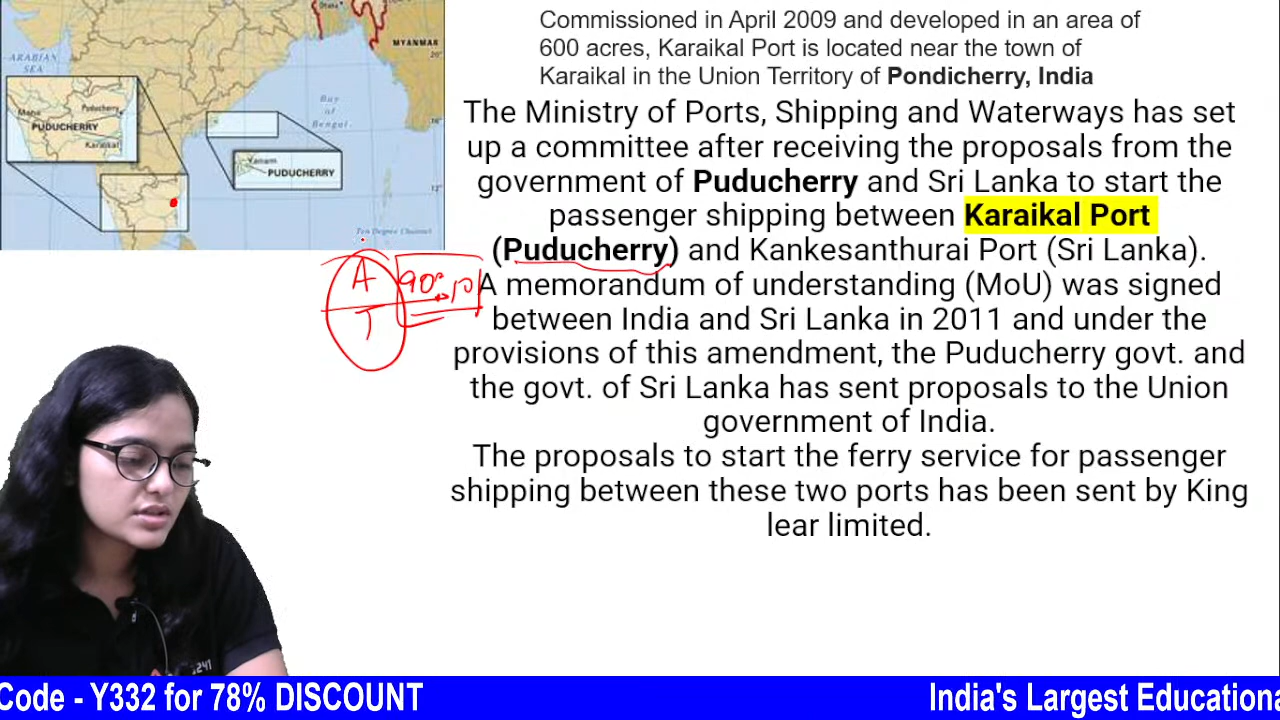 Commissioned in April 2009 and developed in an area of
600 acres, Karaikal Port is located near the town of
Karaikal in the Union Territory of Pondicherry, India
The Ministry of Ports, Shipping and Waterways has set
up a committee after receiving the proposals from the
government of Puducherry and Sri Lanka to start the
passenger shipping between Karaikal Port
(Puducherry) and Kankesanthurai Port (Sri Lanka).
A memorandum of understanding (MoU) was signed
between India and Sri Lanka in 2011 and under the
provisions of this amendment, the Puducherry govt. and
the govt. of Sri Lanka has sent proposals to the Union
government of India.
The proposals to start the ferry service for passenger
shipping between these two ports has been sent by King
lear limited.
MYANMAR
ARABIAN
SEA
Bay
of
Bengal
Mahe
Puducherry
PUDUCHERRY
Karaikal
Yanam
PUDUCHERRY
Ten Degree Channel
A
90°
T
Code - Y332 for 78% DISCOUNT
India's Largest Educationa